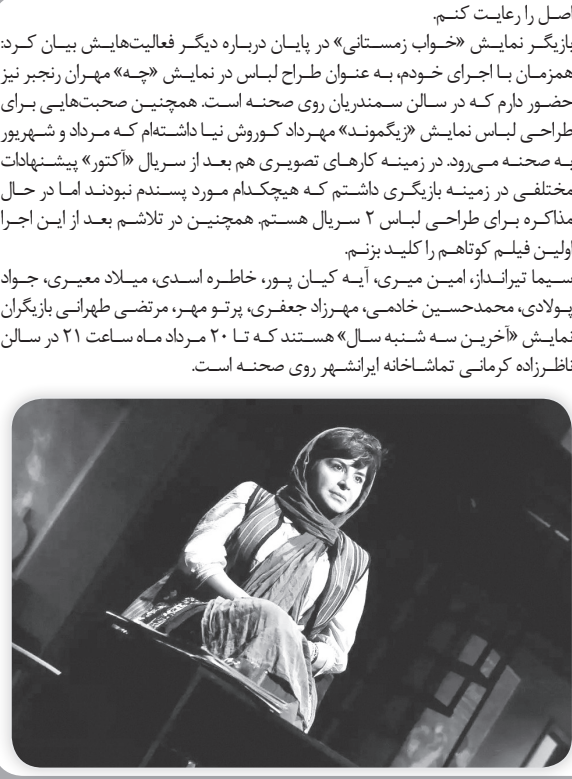 اصل را رعایت کنم.
بازیگر نمایش «خواب زمستانی» در پایان درباره دیگر فعالیت‌هایش بیان کرد:
همزمان با اجرای خودم، به عنوان طراح لباس در نمایش «چه» مهران رنجبر نیز
حضور دارم که در سالن سمندریان روی صحنه است. همچنین صحبت‌هایی برای
طراحی لباس نمایش «زیگموند» مهرداد کوروش نیا داشته‌ام که مرداد و شهریور
به صحنه می‌رود. در زمینه کارهای تصویری هم بعد از سریال «آکتور» پیشنهادات
مختلفی در زمینه بازیگری داشتم که هیچکدام مورد پسندم نبودند اما در حال
مذاکره برای طراحی لباس ۲ سریال هستم. همچنین در تلاشم بعد از این اجرا
اولین فیلم کوتاهم را کلید بزنم.
سیما تیرانداز، امین میری، آیه کیان پور، خاطره اسدی، میلاد معیری، جواد
پولادی، محمدحسین خادمی، مهرزاد جعفری، پرتو مهر، مرتضی طهرانی بازیگران
نمایش «آخرین سه شنبه سال» هستند که تا ۲۰ مرداد ماه ساعت ۲۱ در سالن
ناظرزاده کرمانی تماشاخانه ایرانشهر روی صحنه است.